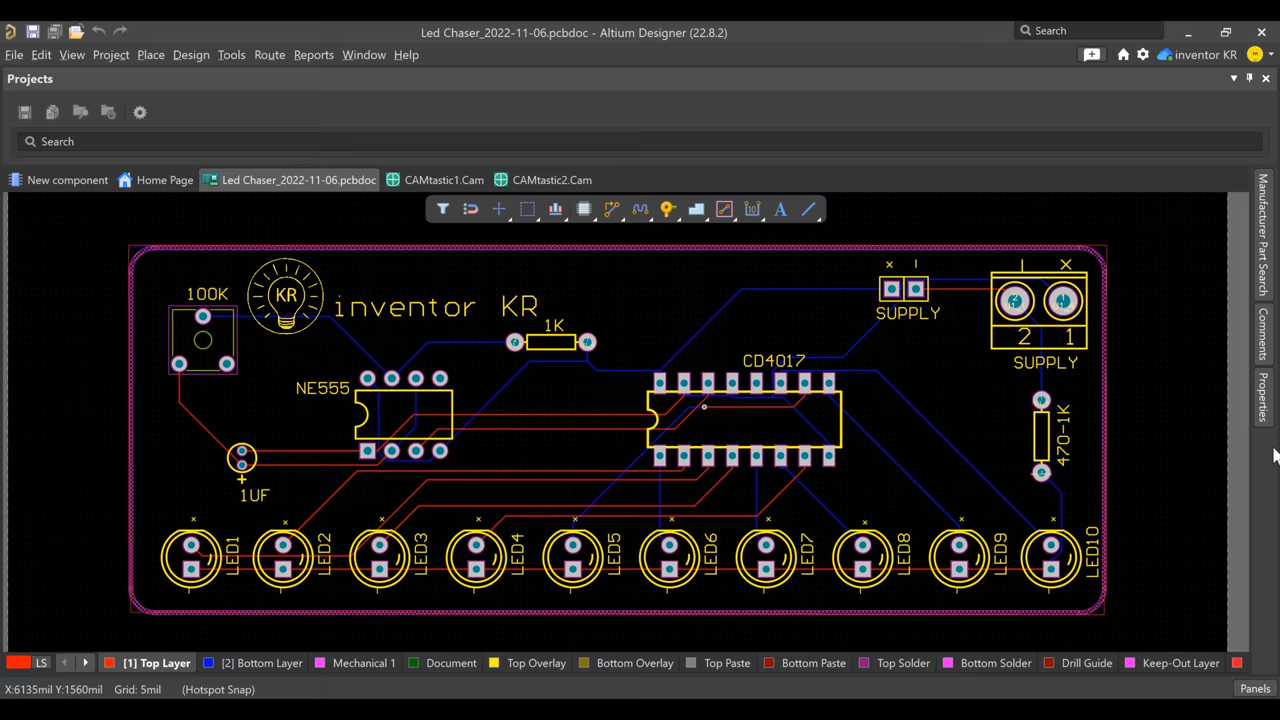 Led Chaser_2022-11-06.pcbdoc - Altium Designer (22.8.2)
Search
File Edit View Project Place Design Tools Route Reports Window Help
inventor KR
KR
Projects
Search
New component Home Page Led Chaser_2022-11-06.pcbdoc CAMtastic1.Cam CAMtastic2.Cam
Manufacturer Part Search
Comments
Properties
100K
KR
inventor KR
1K
NE555
1UF
+
CD4017
× |
SUPPLY
| ×
2 1
SUPPLY
470-1K
LED1 LED2 LED3 LED4 LED5 LED6 LED7 LED8 LED9 LED10
LS [1] Top Layer [2] Bottom Layer Mechanical 1 Document Top Overlay Bottom Overlay Top Paste Bottom Paste Top Solder Bottom Solder Drill Guide Keep-Out Layer
X:6135mil Y:1560mil Grid: 5mil (Hotspot Snap)
Panels